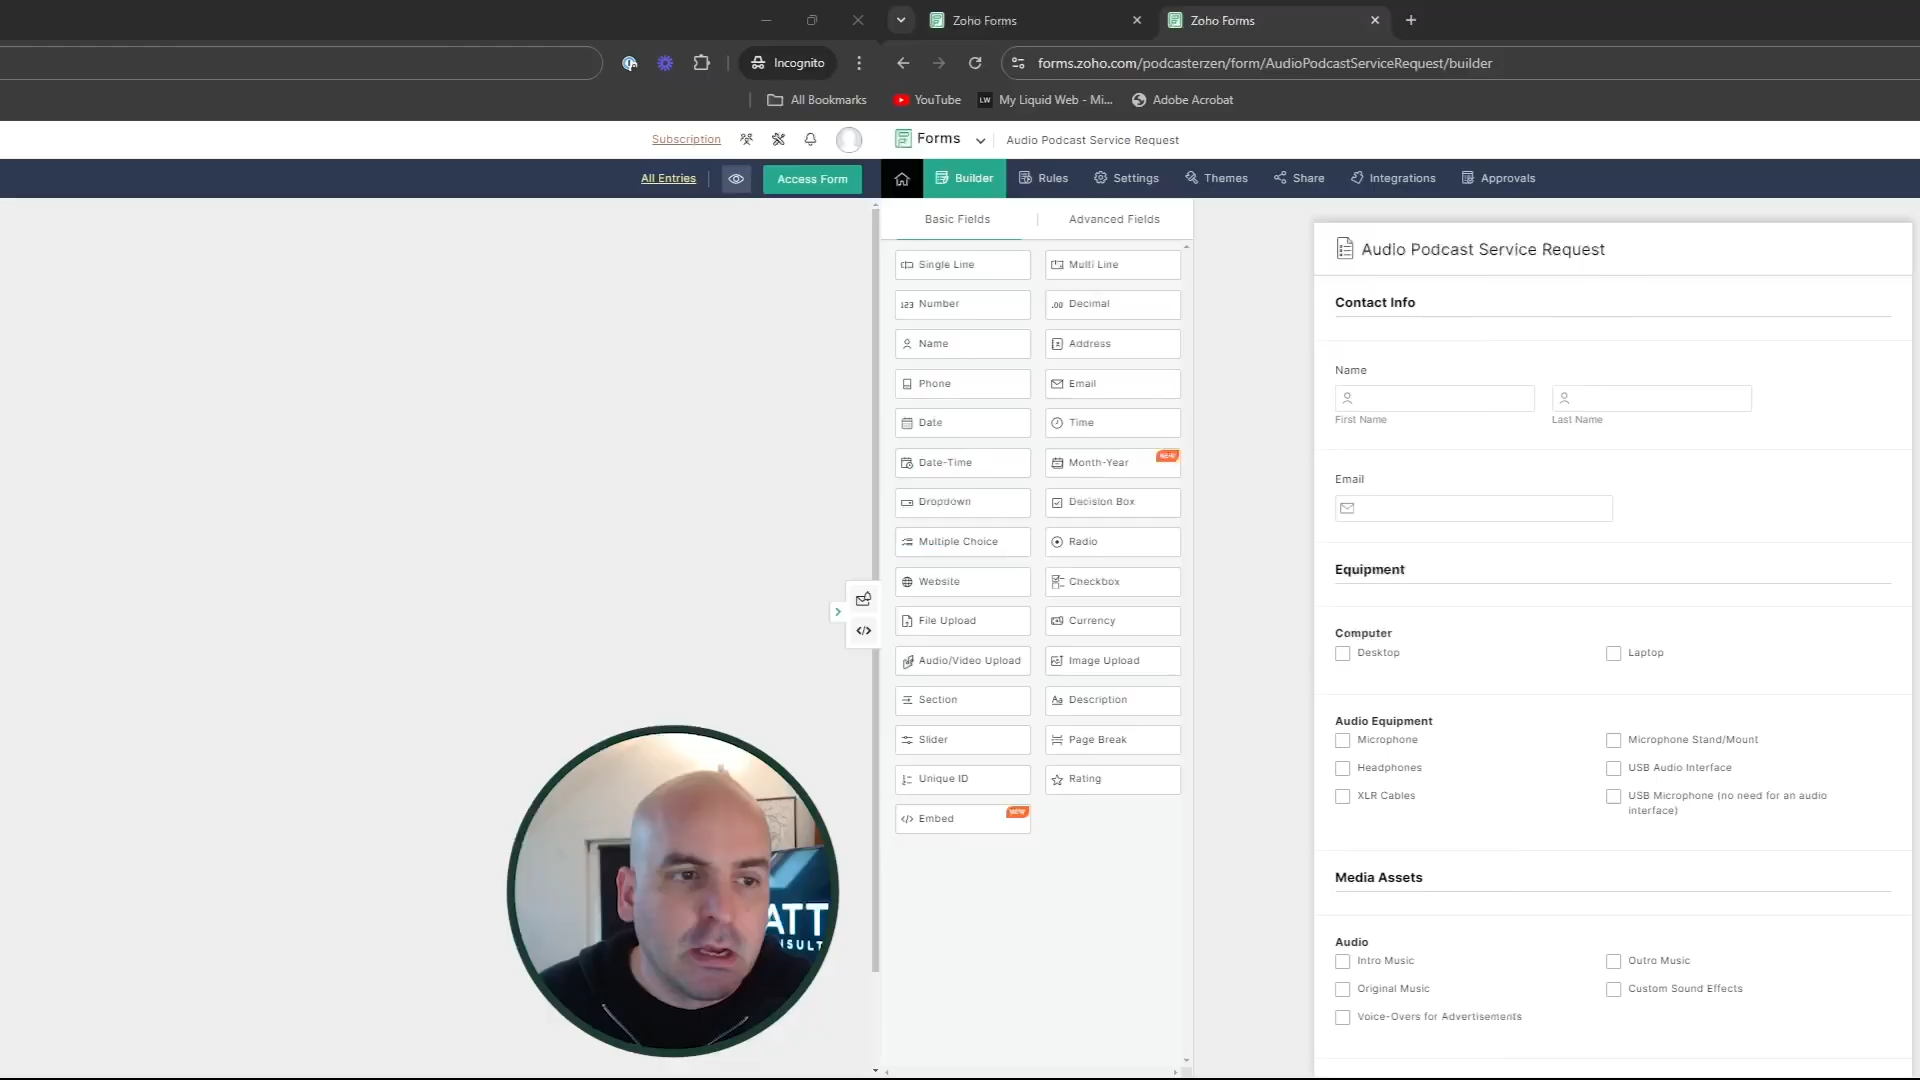 Zoho Forms
Zoho Forms
Incognito
forms.zoho.com/podcasterzen/form/AudioPodcastServiceRequest/builder
All Bookmarks
YouTube
LW My Liquid Web - Mi...
Adobe Acrobat
Subscription
Forms
Audio Podcast Service Request
All Entries
Access Form
Builder
Rules
Settings
Themes
Share
Integrations
Approvals
Basic Fields
Advanced Fields
Single Line
Multi Line
123 Number
.00 Decimal
Name
Address
Phone
Email
Date
Time
Date-Time
Month-Year
NEW
Dropdown
Decision Box
Multiple Choice
Radio
Website
Checkbox
File Upload
Currency
Audio/Video Upload
Image Upload
Section
Aa Description
Slider
Page Break
Unique ID
Rating
</> Embed
NEW
</>
Audio Podcast Service Request
Contact Info
Name
First Name
Last Name
Email
Equipment
Computer
Desktop
Laptop
Audio Equipment
Microphone
Microphone Stand/Mount
Headphones
USB Audio Interface
XLR Cables
USB Microphone (no need for an audio
interface)
Media Assets
Audio
Intro Music
Outro Music
Original Music
Custom Sound Effects
Voice-Overs for Advertisements
ATT
NSULT